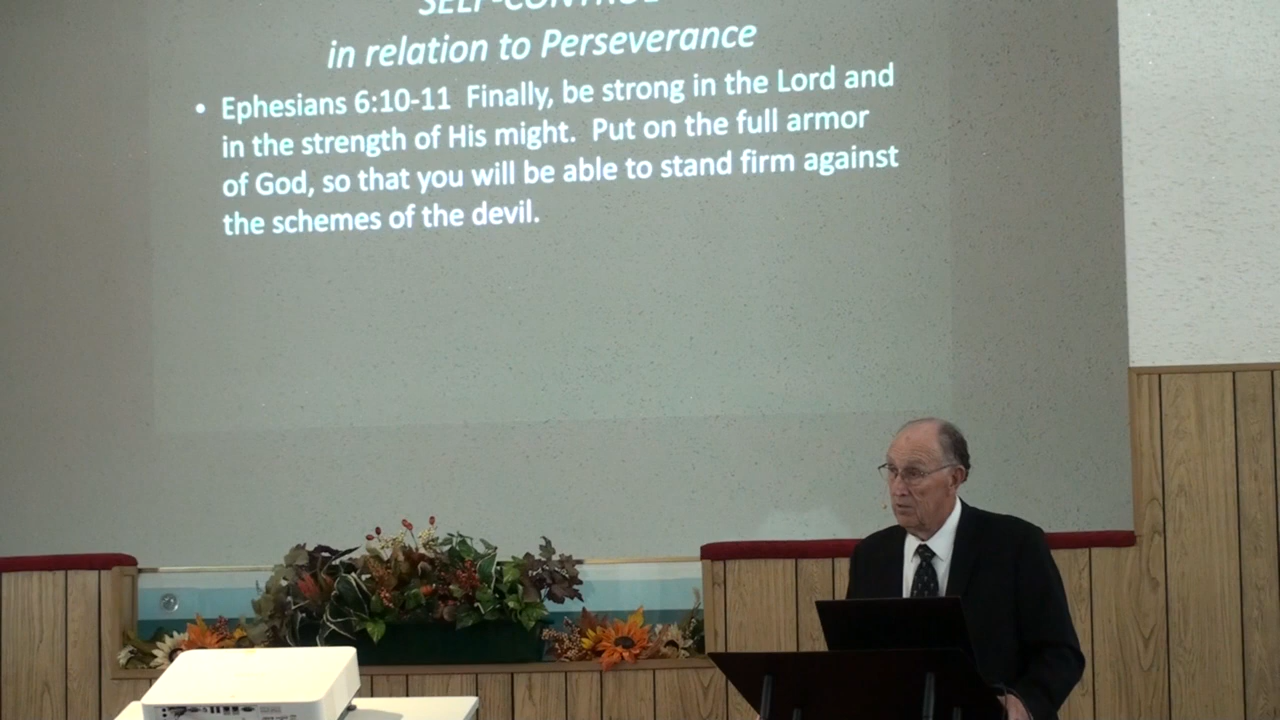 SELF-CONTROL
in relation to Perseverance
• Ephesians 6:10-11  Finally, be strong in the Lord and
in the strength of His might.  Put on the full armor
of God, so that you will be able to stand firm against
the schemes of the devil.